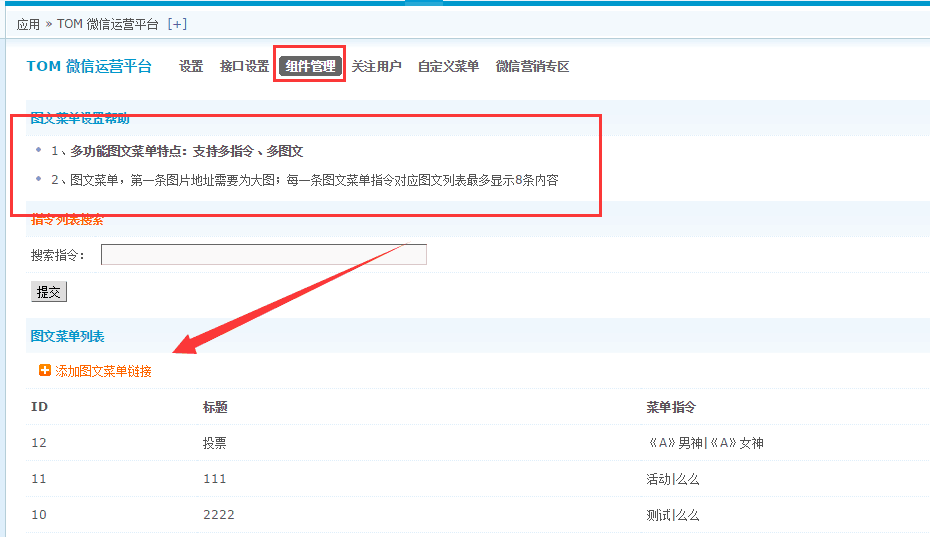 应用 » TOM 微信运营平台 [+]
TOM 微信运营平台 设置 接口设置 组件管理 关注用户 自定义菜单 微信营销专区
图文菜单设置帮助
1、多功能图文菜单特点：支持多指令、多图文
2、图文菜单，第一条图片地址需要为大图；每一条图文菜单指令对应图文列表最多显示8条内容
指令列表搜索
搜索指令：
提交
图文菜单列表
添加图文菜单链接
ID 标题 菜单指令
12 投票 《A》男神|《A》女神
11 111 活动|么么
10 2222 测试|么么